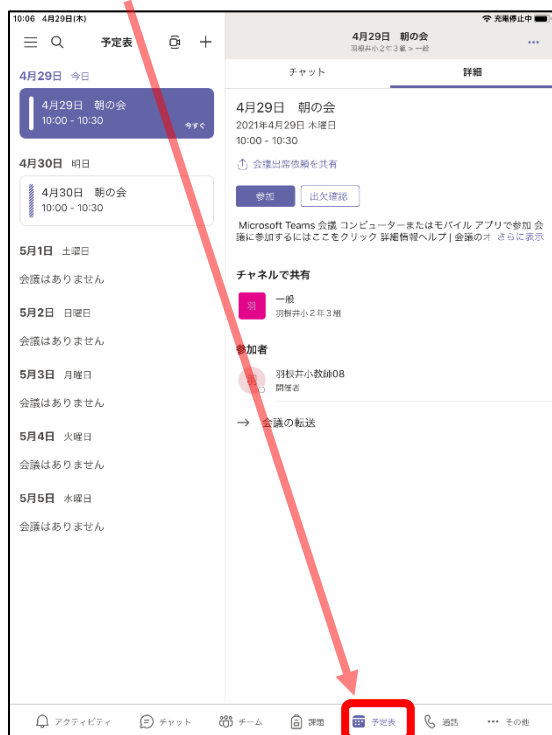 10:06 4月29日(木)
充電停止中
予定表
4月29日 今日
4月29日 朝の会
10:00 - 10:30
今すぐ
4月30日 明日
4月30日 朝の会
10:00 - 10:30
5月1日 土曜日
会議はありません
5月2日 日曜日
会議はありません
5月3日 月曜日
会議はありません
5月4日 火曜日
会議はありません
5月5日 水曜日
会議はありません
4月29日 朝の会
羽根井小2年3組 > 一般
チャット
詳細
4月29日 朝の会
2021年4月29日 木曜日
10:00 - 10:30
会議出席依頼を共有
参加
出欠確認
Microsoft Teams 会議 コンピューターまたはモバイル アプリで参加 会
議に参加するにはここをクリック 詳細情報ヘルプ | 会議のオ さらに表示
チャネルで共有
羽
一般
羽根井小２年３組
参加者
羽
羽根井小教師08
開催者
→ 会議の転送
アクティビティ
チャット
チーム
課題
予定表
通話
その他